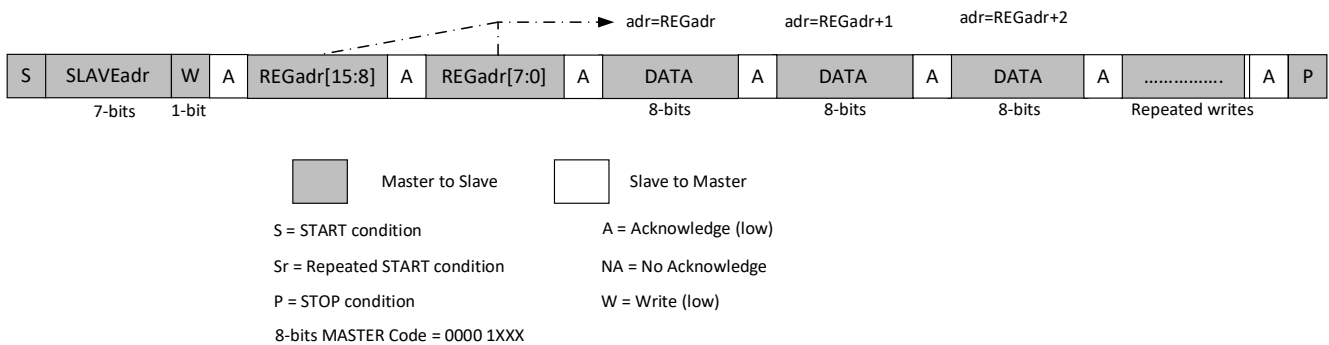 adr=REGadr adr=REGadr+1 adr=REGadr+2
S SLAVEadr W A REGadr[15:8] A REGadr[7:0] A DATA A DATA A DATA A ................ A P
7-bits 1-bit 8-bits 8-bits 8-bits Repeated writes
Master to Slave Slave to Master
S = START condition A = Acknowledge (low)
Sr = Repeated START condition NA = No Acknowledge
P = STOP condition W = Write (low)
8-bits MASTER Code = 0000 1XXX